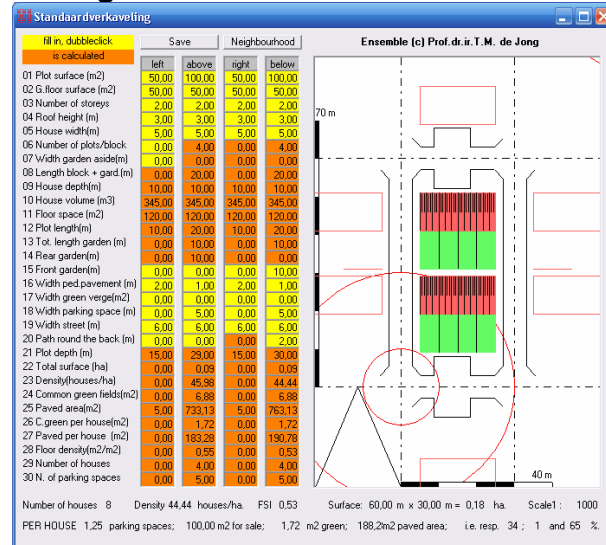 Standaardverkaveling
fill in, dubbleclick Save Neighbourhood Ensemble (c) Prof.dr.ir.T.M. de Jong
is calculated left above right below
01 Plot surface (m2) 50,00 100,00 50,00 100,00
02 G.floor surface (m2) 50,00 50,00 50,00 50,00
03 Number of storeys 2,00 2,00 2,00 2,00
04 Roof height (m) 3,00 3,00 3,00 3,00
05 House width(m) 5,00 5,00 5,00 5,00
06 Number of plots/block 0,00 4,00 0,00 4,00
07 Width garden aside(m) 0,00 0,00 0,00 0,00
08 Length block + gard.(m) 0,00 20,00 0,00 20,00
09 House depth(m) 10,00 10,00 10,00 10,00
10 House volume (m3) 345,00 345,00 345,00 345,00
11 Floor space (m2) 120,00 120,00 120,00 120,00
12 Plot length(m) 10,00 20,00 10,00 20,00
13 Tot. length garden (m) 0,00 10,00 0,00 10,00
14 Rear garden(m) 0,00 10,00 0,00 0,00
15 Front garden(m) 0,00 0,00 0,00 10,00
16 Width ped.pavement (m) 2,00 1,00 2,00 1,00
17 Width green verge(m2) 0,00 0,00 0,00 0,00
18 Width parking space (m) 0,00 5,00 0,00 5,00
19 Width street (m) 6,00 6,00 6,00 6,00
20 Path round the back (m) 0,00 0,00 0,00 2,00
21 Plot depth (m) 15,00 29,00 15,00 30,00
22 Total surface (ha) 0,00 0,09 0,00 0,09
23 Density(houses/ha) 0,00 45,98 0,00 44,44
24 Common green fields(m2) 0,00 6,88 0,00 6,88
25 Paved area(m2) 5,00 733,13 5,00 763,13
26 C.green per house(m2) 0,00 1,72 0,00 1,72
27 Paved per house (m2) 0,00 183,28 0,00 190,78
28 Floor density(m2/m2) 0,00 0,55 0,00 0,53
29 Number of houses 0,00 4,00 0,00 4,00
30 N. of parking spaces 0,00 5,00 0,00 5,00
70 m
40 m
Number of houses 8 Density 44,44 houses/ha. FSI 0,53 Surface: 60,00 m x 30,00 m = 0,18 ha. Scale1 : 1000
PER HOUSE 1,25 parking spaces; 100,00 m2 for sale; 1,72 m2 green; 188,2m2 paved area; i.e. resp. 34 ; 1 and 65 %.